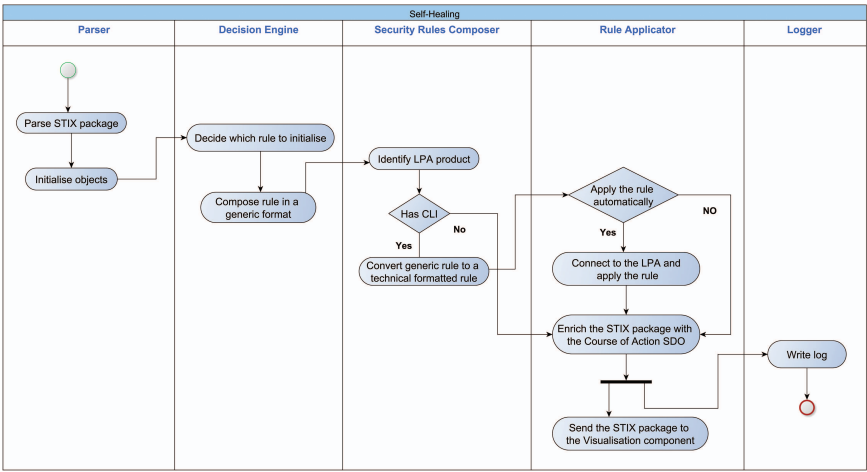 Self-Healing
Parser
Decision Engine
Security Rules Composer
Rule Applicator
Logger
Parse STIX package
Initialise objects
Decide which rule to initialise
Compose rule in a
generic format
Identify LPA product
Has CLI
No
Yes
Convert generic rule to a
technical formatted rule
Apply the rule
automatically
NO
Yes
Connect to the LPA and
apply the rule
Enrich the STIX package with
the Course of Action SDO
Send the STIX package to
the Visualisation component
Write log